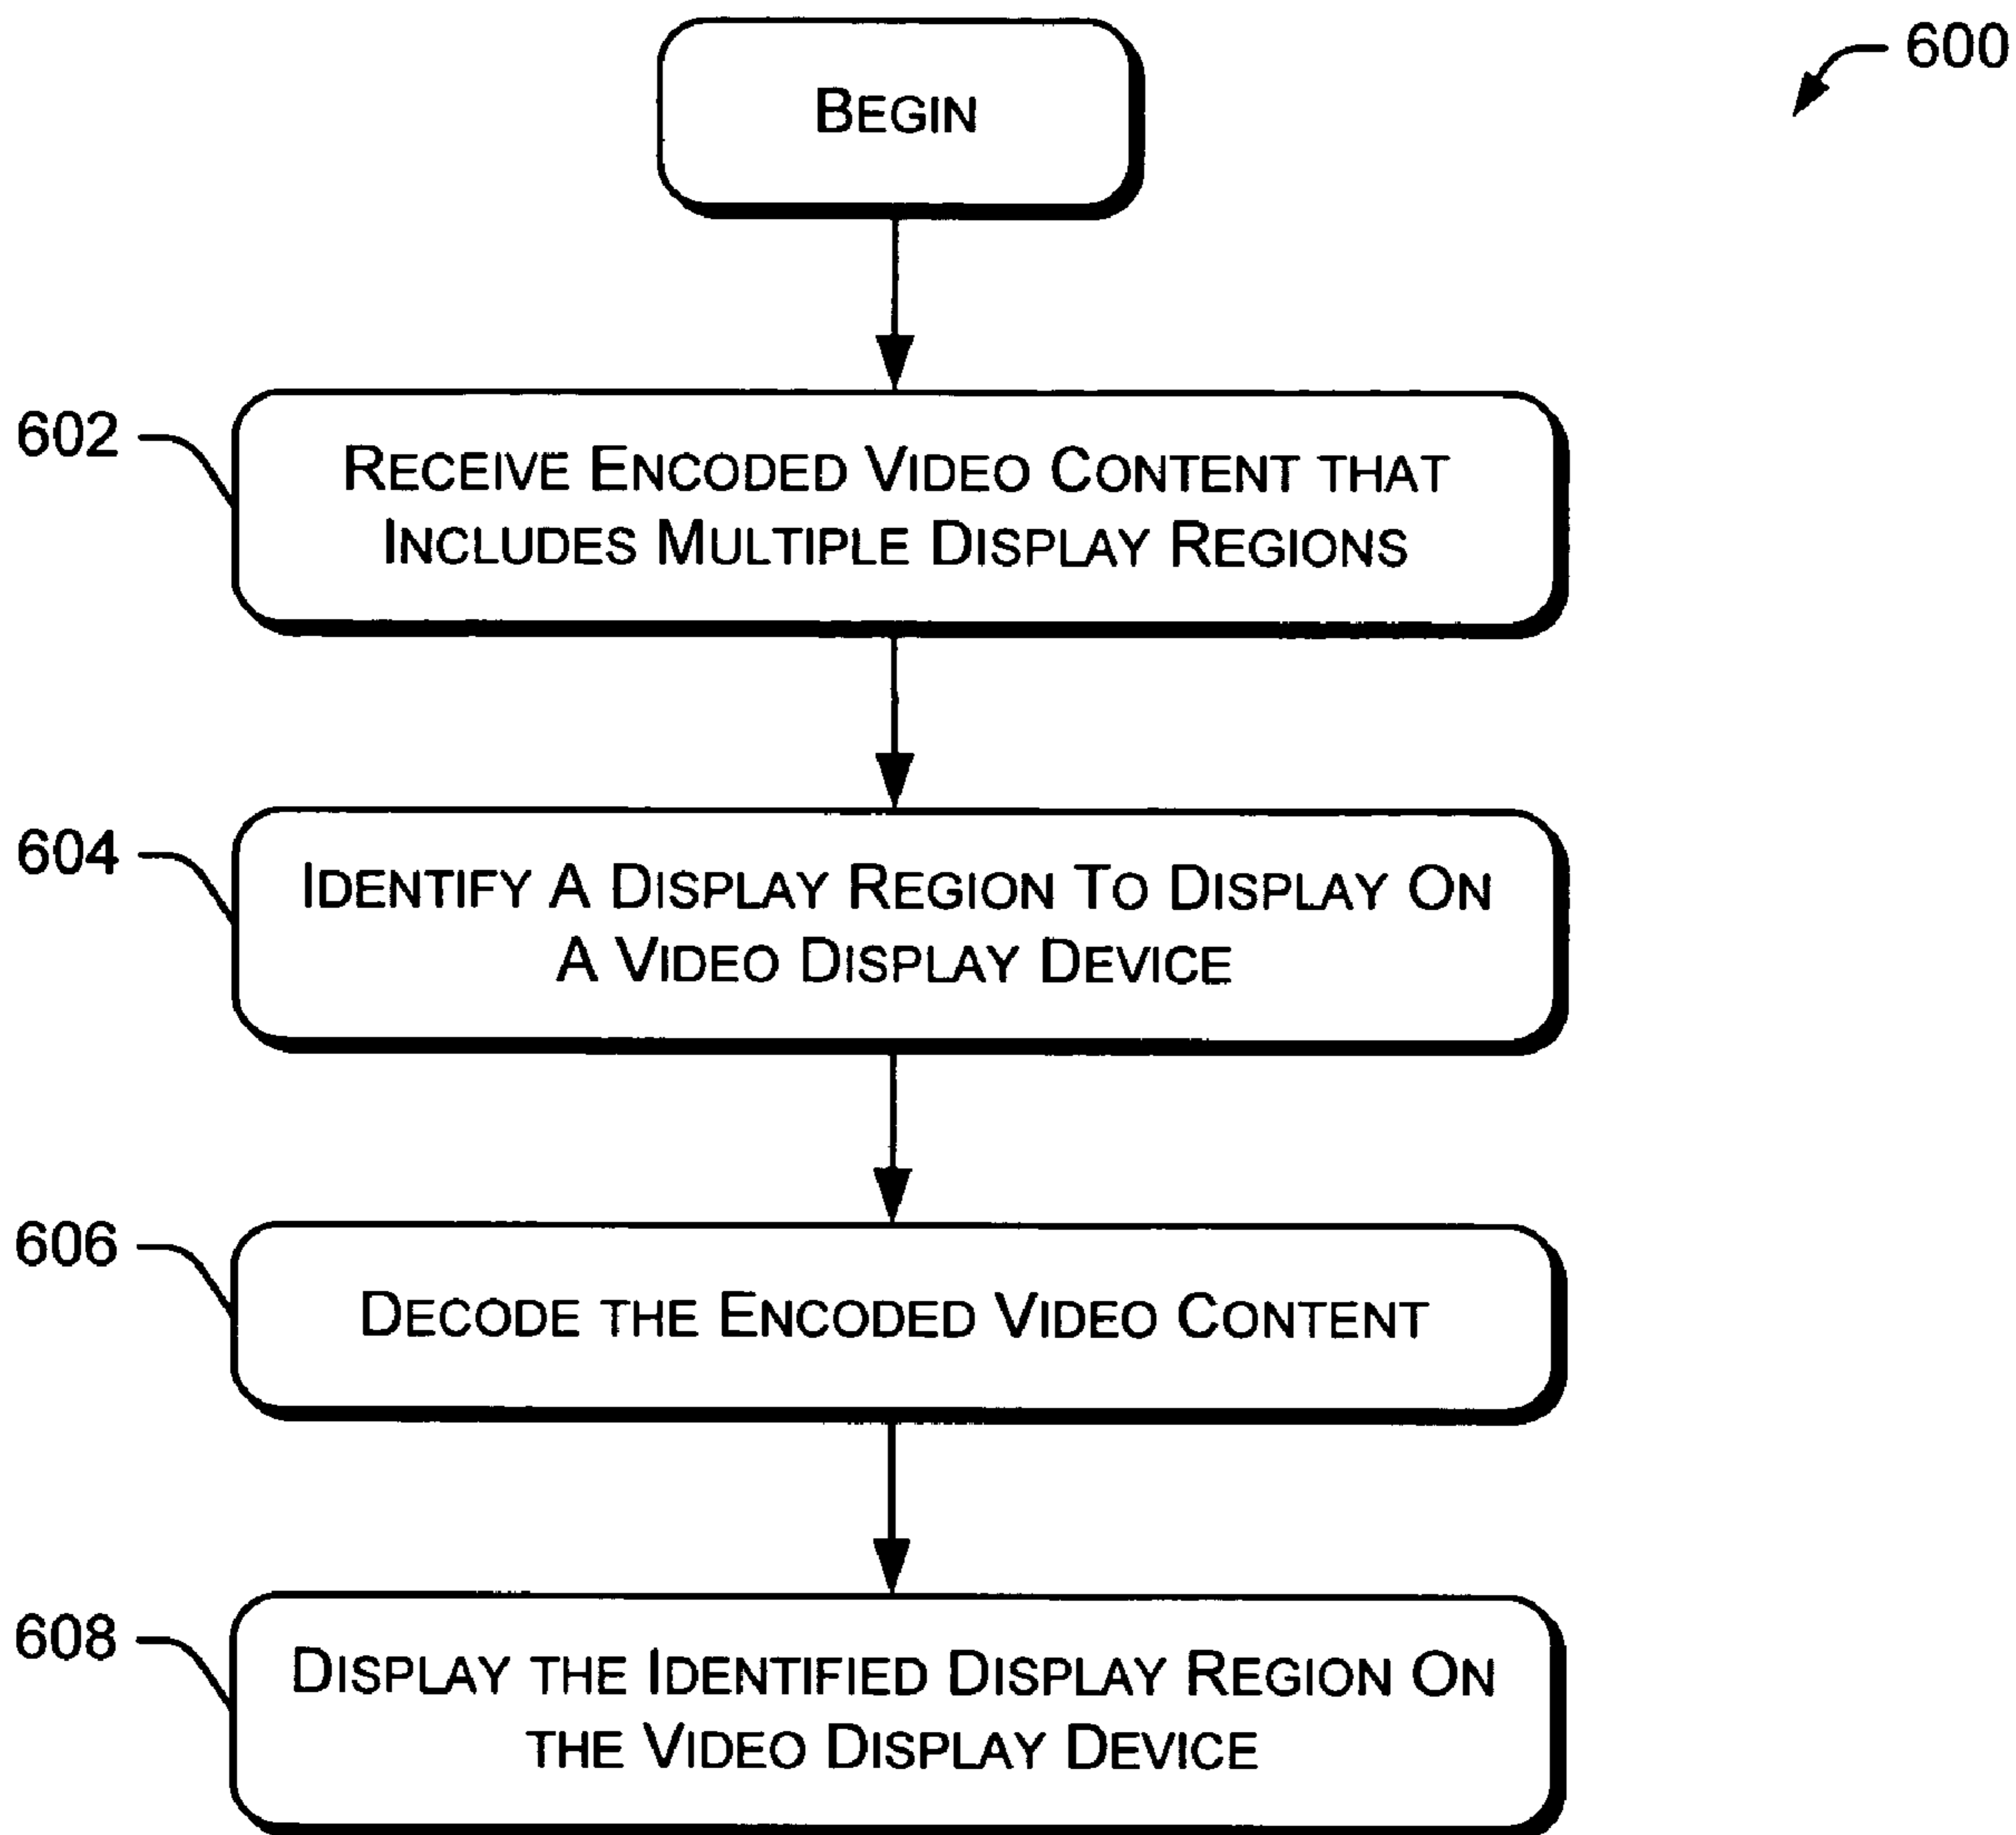 BEGIN
600
602
RECEIVE ENCODED VIDEO CONTENT THAT
INCLUDES MULTIPLE DISPLAY REGIONS
604
IDENTIFY A DISPLAY REGION TO DISPLAY ON
A VIDEO DISPLAY DEVICE
606
DECODE THE ENCODED VIDEO CONTENT
608
DISPLAY THE IDENTIFIED DISPLAY REGION ON
THE VIDEO DISPLAY DEVICE